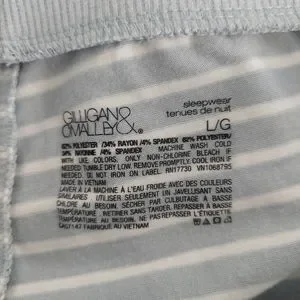 GILLIGAN &
O'MALLEY®
sleepwear
tenues de nuit
L/G
62% POLYESTER /34% RAYON /4% SPANDEX 62% POLYESTER/
34% RAYONNE /4% SPANDEX MACHINE WASH COLD
WITH LIKE COLORS. ONLY NON-CHLORINE BLEACH IF
NEEDED.TUMBLE DRY LOW. REMOVE PROMPTLY. COOL IRON IF
NEEDED. DO NOT IRON ON LABEL. RN17730 VN1068795
MADE IN VIETNAM
LAVER À LA MACHINE À L'EAU FROIDE AVEC DES COULEURS
SIMILAIRES. UTILISER SEULEMENT UN JAVELLISANT SANS
CHLORE AU BESOIN. SÉCHER PAR CULBUTAGE À BASSE
TEMPÉRATURE. RETIRER SANS TARDER. REPASSER À BASSE
TEMPÉRATURE AU BESOIN. NE PAS REPASSER L'ÉTIQUETTE
FABRIQUÉ AU VIETNAM